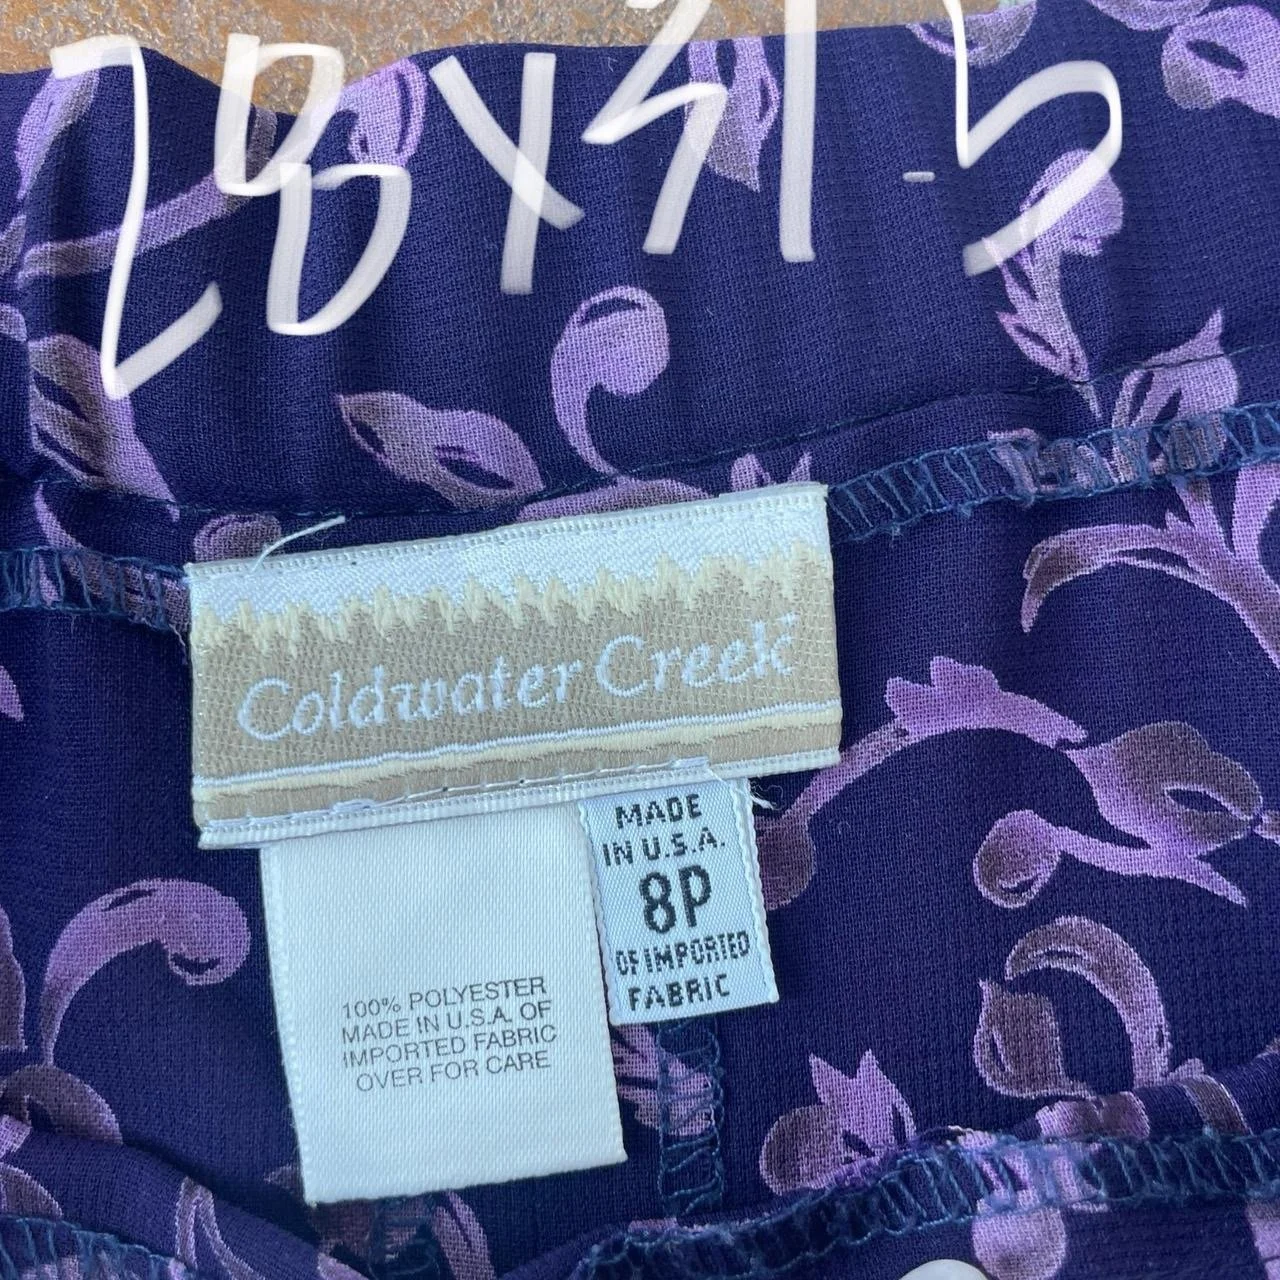 28X31.5
Coldwater Creek
MADE
IN U.S.A.
8P
OF IMPORTED
FABRIC
100% POLYESTER
MADE IN U.S.A. OF
IMPORTED FABRIC
OVER FOR CARE